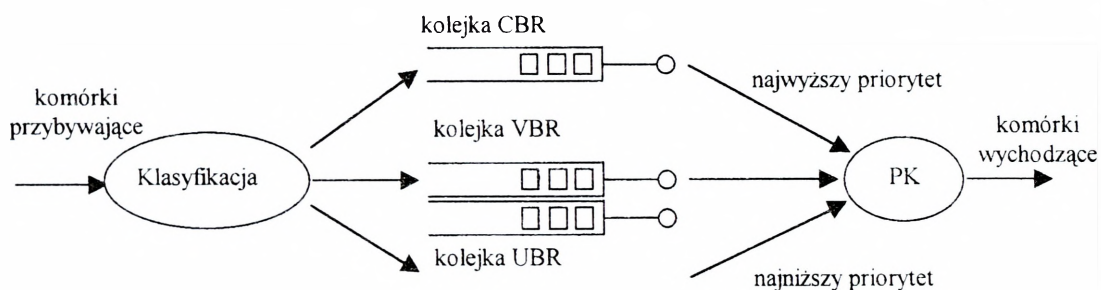 kolejka CBR
najwyższy priorytet
komórki
przybywające
kolejka VBR
komórki
wychodzące
Klasyfikacja
PK
kolejka UBR
najniższy priorytet